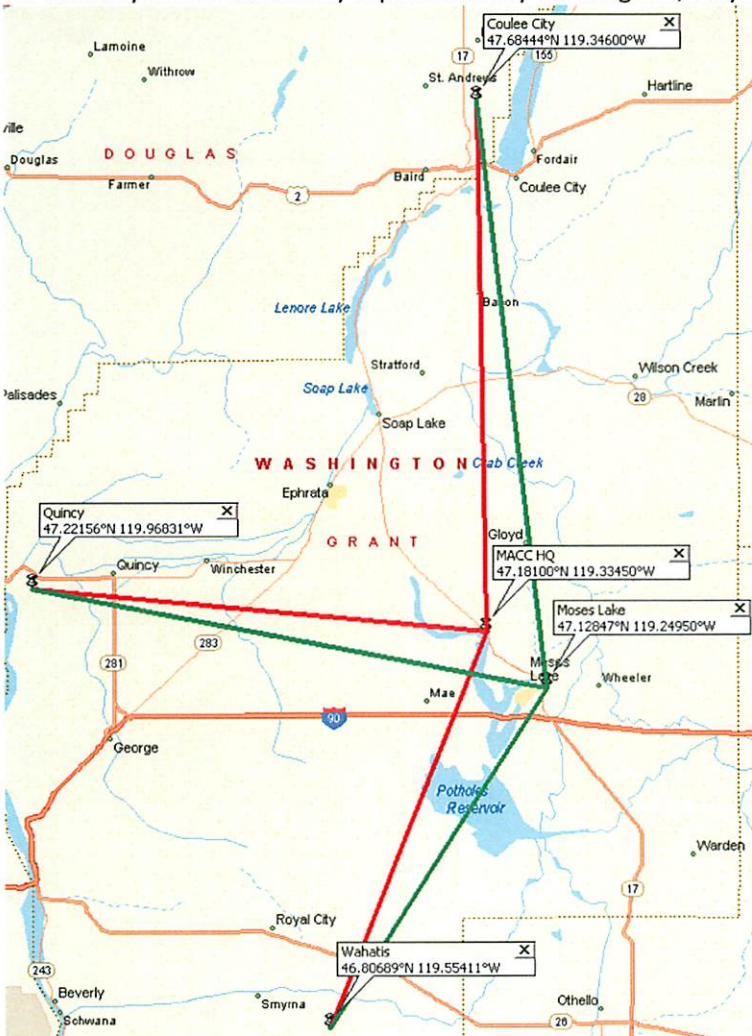 Coulee City
47.68444°N 119.34600°W
Lamoine
17
155
Withrow
St. Andrews
Hartline
ville
DOUGLAS
Douglas
Farmer
Baird
Fordair
2
Coulee City
Lenore Lake
Bacon
Stratford
Wilson Creek
Palisades
Soap Lake
28
Marlin
Soap Lake
WASHINGTON
Crab Creek
Ephrata
Quincy
47.22156°N 119.96831°W
GRANT
Gloyd
Quincy
Winchester
MACC HQ
47.18100°N 119.33450°W
Moses Lake
47.12847°N 119.24950°W
283
281
Moses
Lake
Wheeler
Mae
90
George
Potholes
Reservoir
Warden
17
Royal City
Wahatis
46.80689°N 119.55411°W
243
Beverly
Smyrna
Othello
Schwana
26